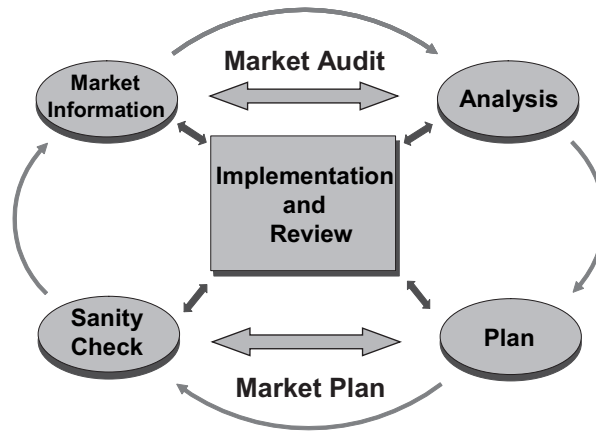 Market Audit
Market
Information
Analysis
Implementation
and
Review
Sanity
Check
Plan
Market Plan